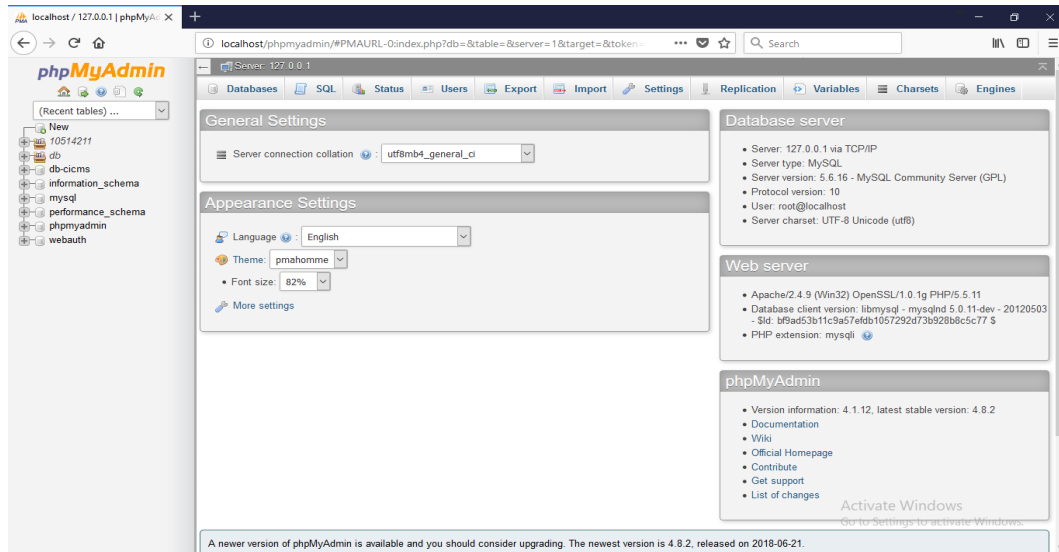 localhost / 127.0.0.1 | phpMyAd
localhost/phpmyadmin/#PMAURL-0:index.php?db=&table=&server=1&target=&token=
Search
phpMyAdmin
(Recent tables) ...
New
10514211
db
db-cicms
information_schema
mysql
performance_schema
phpmyadmin
webauth
Server: 127.0.0.1
Databases SQL Status Users Export Import Settings Replication Variables Charsets Engines
General Settings
Server connection collation : utf8mb4_general_ci
Appearance Settings
Language : English
Theme: pmahomme
• Font size: 82%
More settings
Database server
• Server: 127.0.0.1 via TCP/IP
• Server type: MySQL
• Server version: 5.6.16 - MySQL Community Server (GPL)
• Protocol version: 10
• User: root@localhost
• Server charset: UTF-8 Unicode (utf8)
Web server
• Apache/2.4.9 (Win32) OpenSSL/1.0.1g PHP/5.5.11
• Database client version: libmysql - mysqlnd 5.0.11-dev - 20120503
- $Id: bf9ad53b11c9a57efdb1057292d73b928b8c5c77 $
• PHP extension: mysqli
phpMyAdmin
• Version information: 4.1.12, latest stable version: 4.8.2
• Documentation
• Wiki
• Official Homepage
• Contribute
• Get support
• List of changes
Activate Windows
Go to Settings to activate Windows.
A newer version of phpMyAdmin is available and you should consider upgrading. The newest version is 4.8.2, released on 2018-06-21.